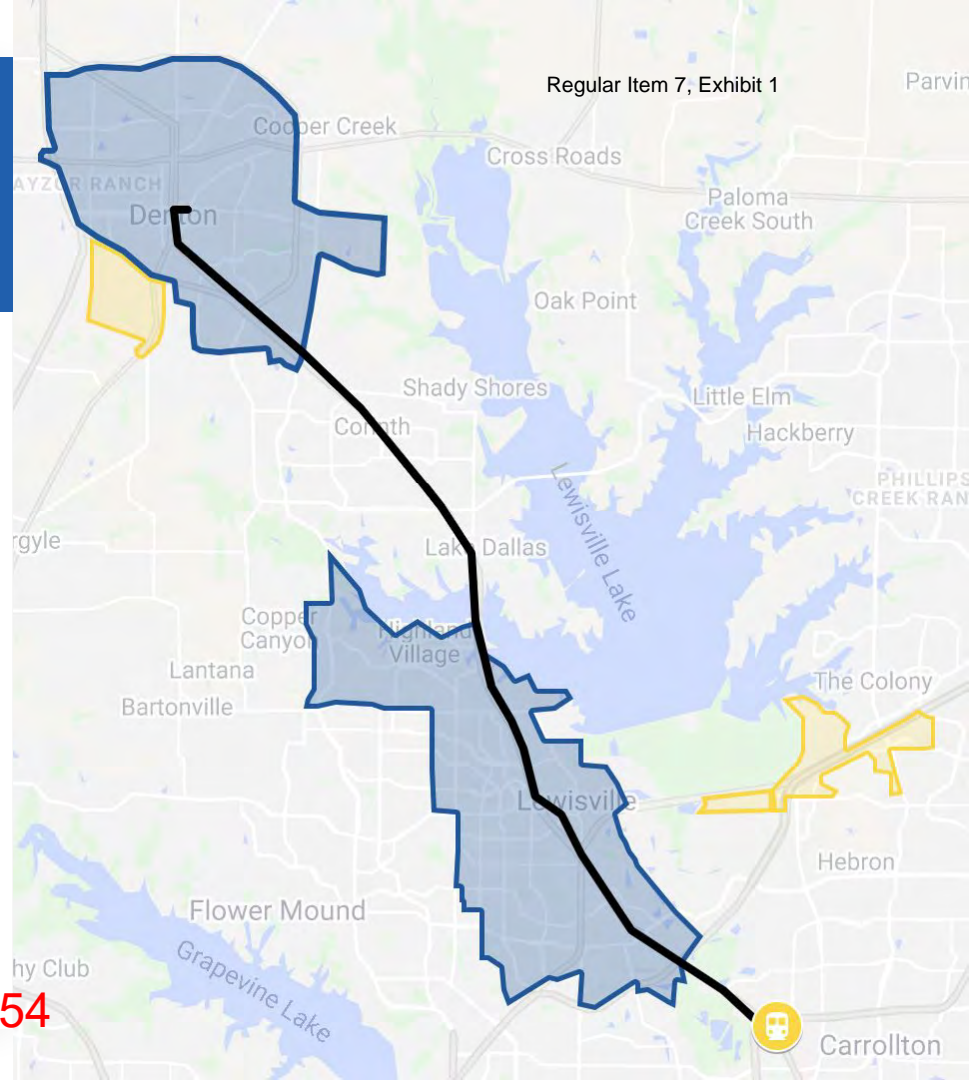 Regular Item 7, Exhibit 1
Parvin
Cooper Creek
Cross Roads
AYZOR RANCH
Denton
Paloma
Creek South
Oak Point
Shady Shores
Little Elm
Corinth
Hackberry
PHILLIPS
CREEK RAN
Lewisville Lake
rgyle
Lake Dallas
Copper
Canyon
Highland
Village
Lantana
The Colony
Bartonville
Lewisville
Hebron
Flower Mound
Grapevine Lake
hy Club
54
Carrollton